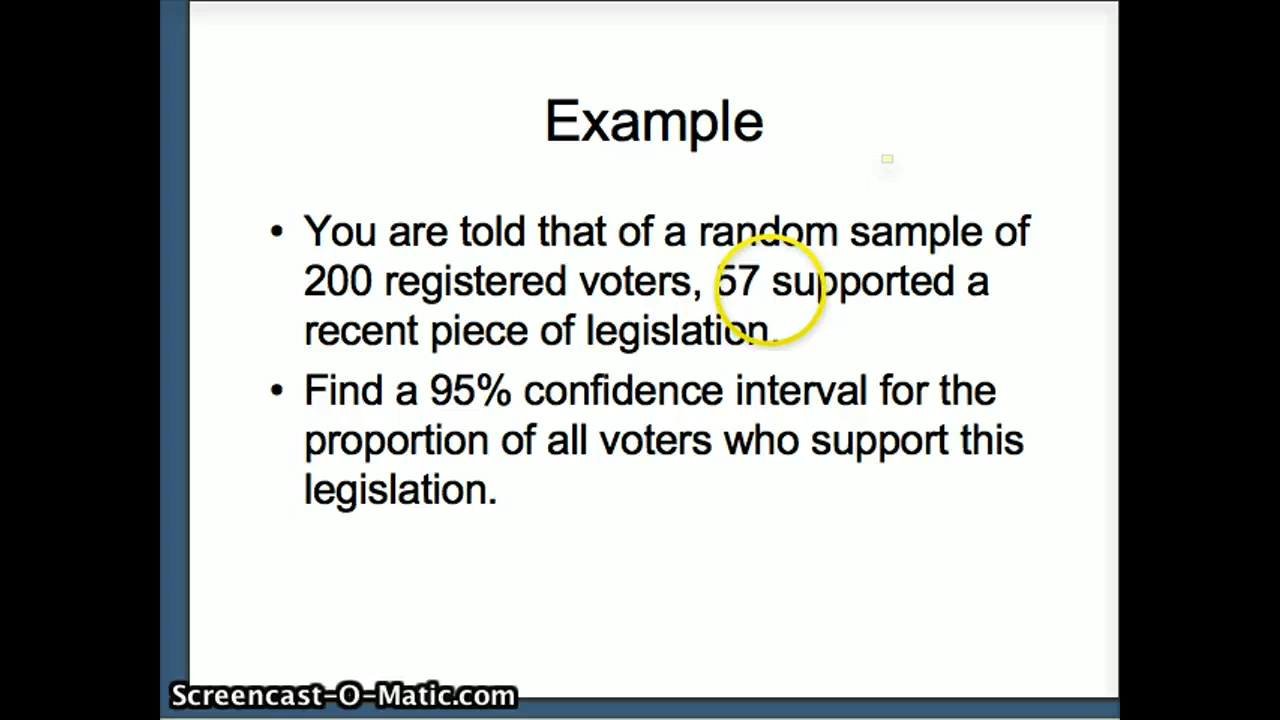 Example
• You are told that of a random sample of
200 registered voters, 57 supported a
recent piece of legislation.
• Find a 95% confidence interval for the
proportion of all voters who support this
legislation.
Screencast-O-Matic.com